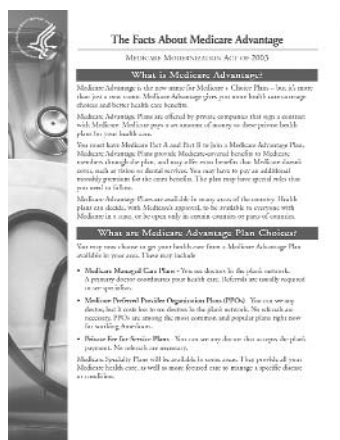 The Facts About Medicare Advantage
MEDICARE MODERNIZATION ACT OF 2003
What is Medicare Advantage?
Medicare Advantage is the new name for Medicare + Choice Plans – but it's more
than just a new name. Medicare Advantage gives you more health care coverage
choices and better health care benefits.
Medicare Advantage Plans are offered by private companies that sign a contract
with Medicare. Medicare pays a set amount of money to these private health
plans for your health care.
You must have Medicare Part A and Part B to join a Medicare Advantage Plan.
Medicare Advantage Plans provide Medicare-covered benefits to Medicare
members through the plan, and may offer extra benefits that Medicare doesn't
cover, such as vision or dental services. You may have to pay an additional
monthly premium for the extra benefits. The plan may have special rules that
you need to follow.
Medicare Advantage Plans are available in many areas of the country. Health
plans can decide, with Medicare's approval, to be available to everyone with
Medicare in a state, or be open only in certain counties or parts of counties.
What are Medicare Advantage Plan Choices?
You may now choose to get your health care from a Medicare Advantage Plan
available in your area. These may include
• Medicare Managed Care Plans - You see doctors in the plan's network.
A primary doctor coordinates your health care. Referrals are usually required
to see specialists.
• Medicare Preferred Provider Organization Plans (PPOs) You can see any
doctor, but it costs less to see doctors in the plan's network. No referrals are
necessary. PPOs are among the most common and popular plans right now
for working Americans.
• Private Fee for Service Plans You can see any doctor that accepts the plan's
payment. No referrals are necessary.
Medicare Specialty Plans will be available in some areas. They provide all your
Medicare health care, as well as more focused care to manage a specific disease
or condition.